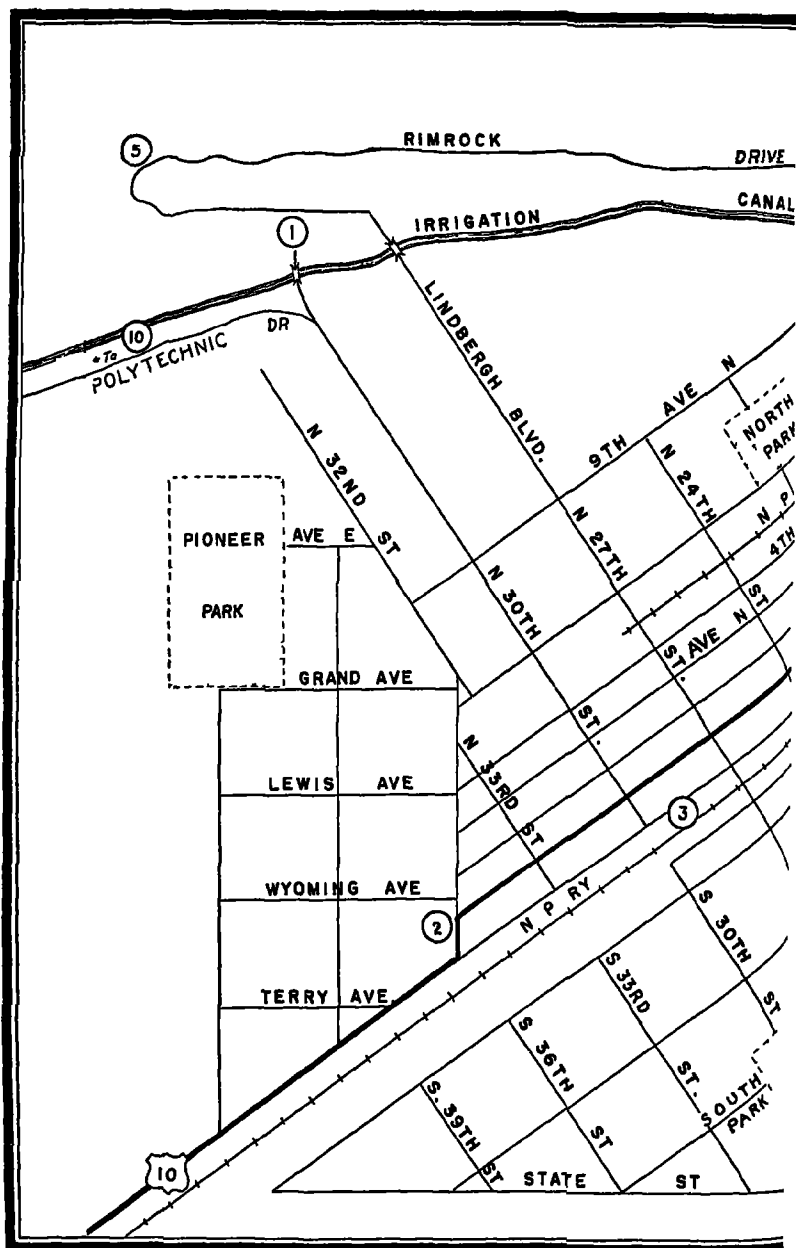 5
RIMROCK
DRIVE
1
IRRIGATION
CANAL
10
← To
POLYTECHNIC
DR
LINDBERGH BLVD.
9TH AVE N
NORTH
PARK
N 32ND ST
N 24TH ST
N P
4TH AVE N
PIONEER
PARK
AVE E
N 27TH ST.
N 30TH ST.
GRAND AVE
N 33RD ST
LEWIS AVE
3
WYOMING AVE
2
N P RY
S 30TH ST
TERRY AVE.
S 33RD ST.
S 36TH ST
S. 39TH ST
SOUTH
PARK
10
STATE ST